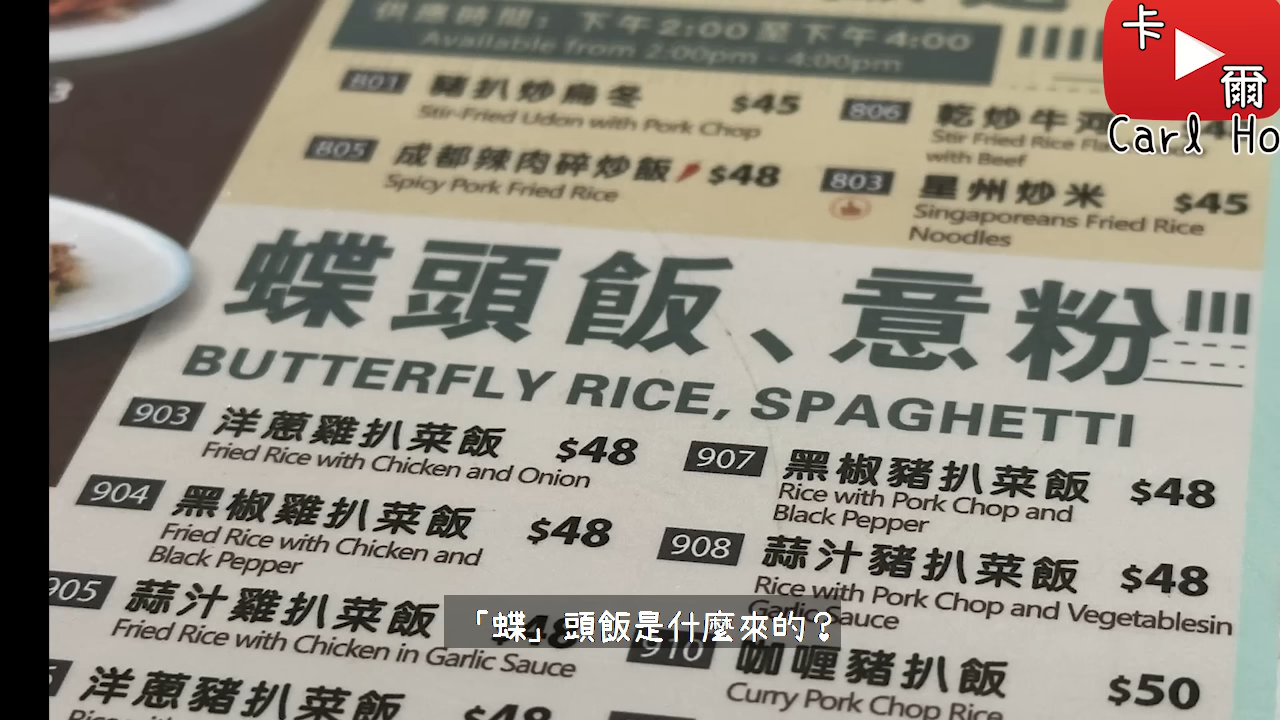 供應時間：下午2:00至下午4:00
Available from 2:00pm - 4:00pm
801 豬扒炒烏冬 $45
Stir-Fried Udon with Pork Chop
805 成都辣肉碎炒飯 $48
Spicy Pork Fried Rice
806 乾炒牛河
Stir Fried Rice
with Beef
803 星州炒米 $45
Singaporeans Fried Rice
Noodles
蝶頭飯、意粉
BUTTERFLY RICE, SPAGHETTI
903 洋蔥雞扒菜飯 $48
Fried Rice with Chicken and Onion
904 黑椒雞扒菜飯 $48
Fried Rice with Chicken and
Black Pepper
905 蒜汁雞扒菜飯 $48
Fried Rice with Chicken in Garlic Sauce
洋蔥豬扒菜飯 $48
907 黑椒豬扒菜飯 $48
Rice with Pork Chop and
Black Pepper
908 蒜汁豬扒菜飯 $48
Rice with Pork Chop and Vegetablesin
Garlic Sauce
910 咖喱豬扒飯 $50
Curry Pork Chop Rice
「蝶」頭飯是什麼來的？
卡爾
Carl Ho